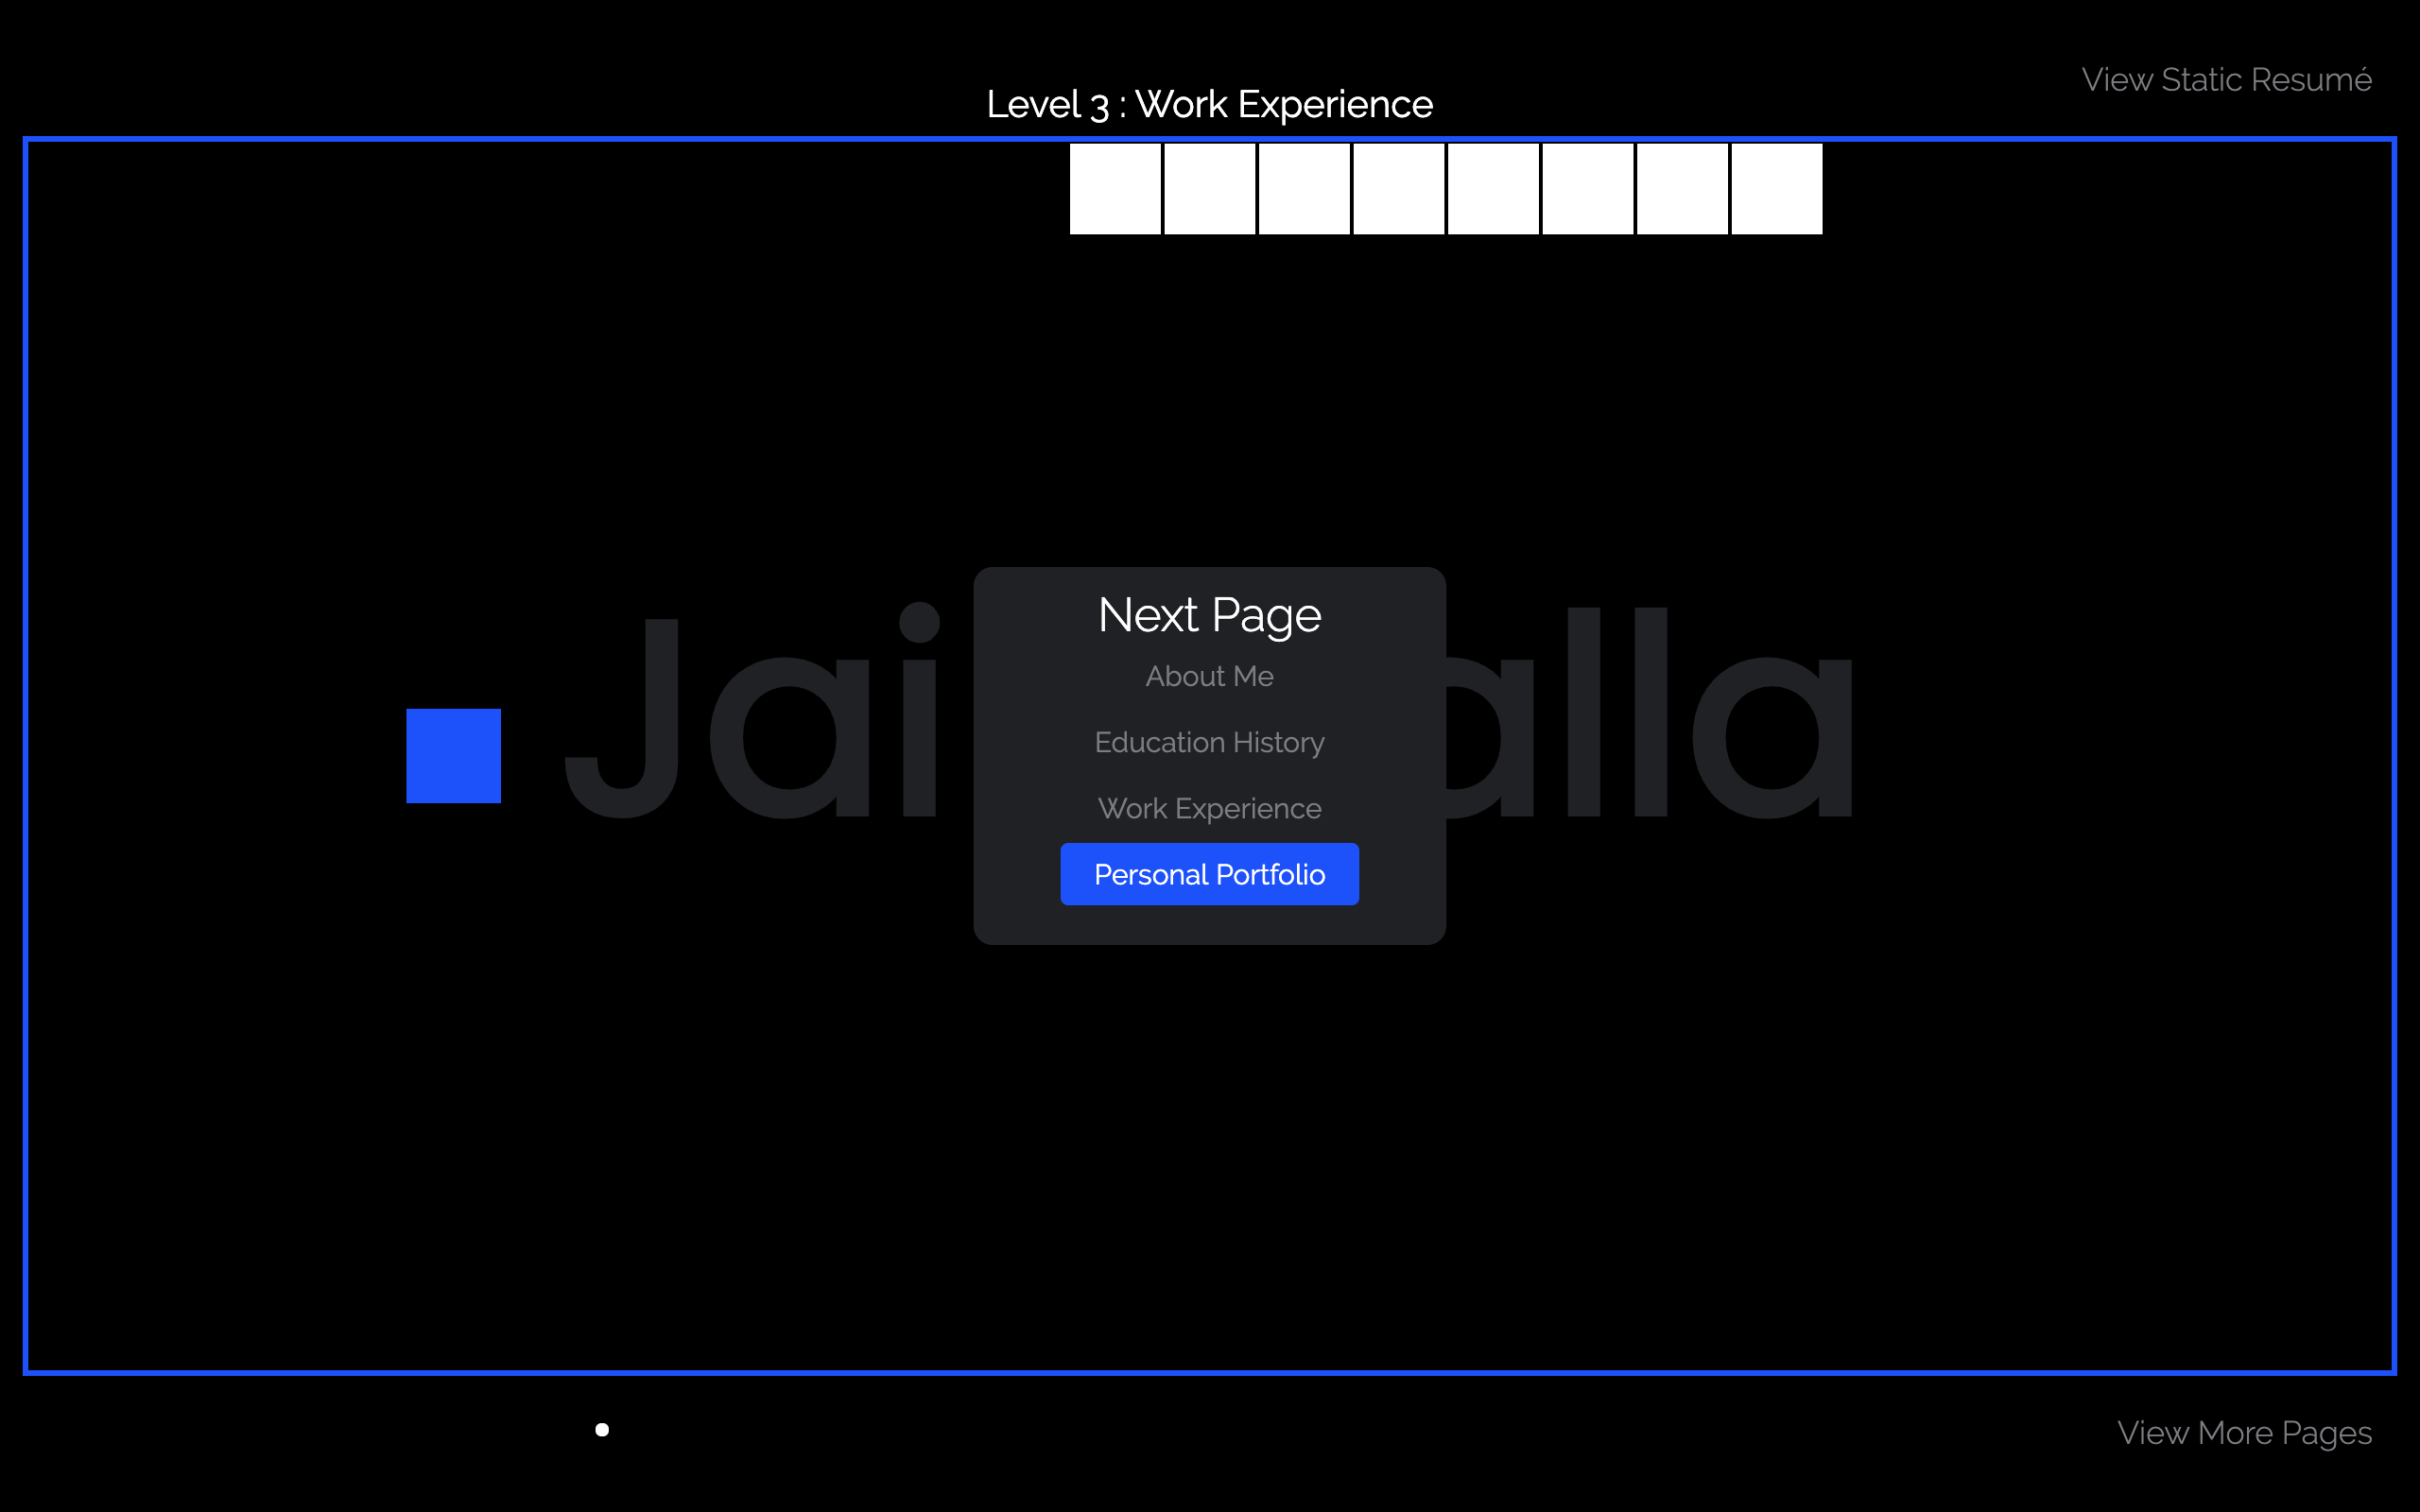 View Static Resumé
Level 3 : Work Experience
Next Page
About Me
Education History
Work Experience
Personal Portfolio
Jai
alla
View More Pages